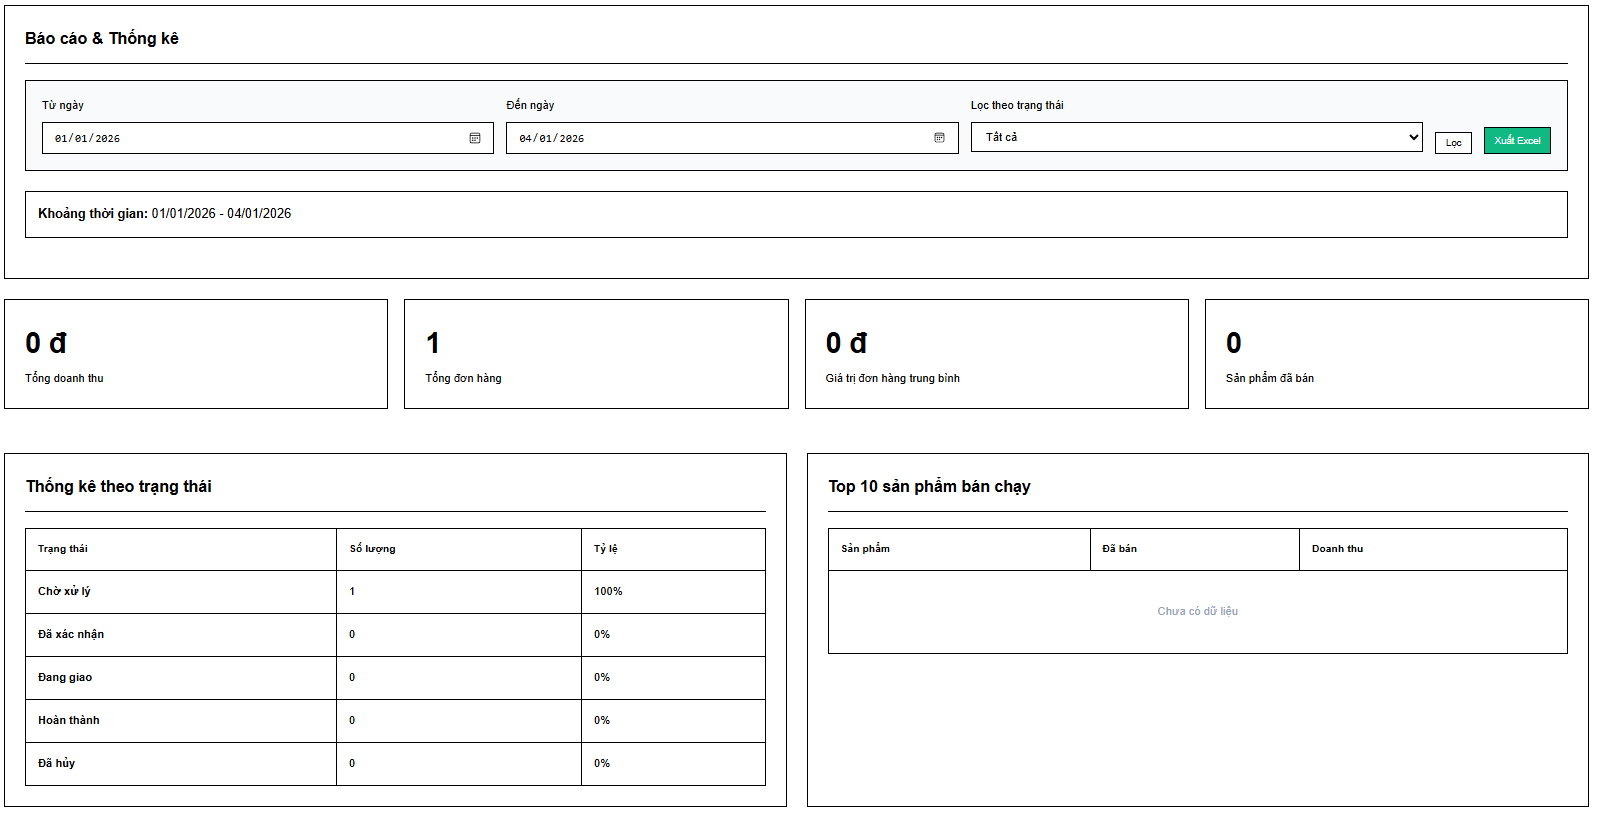 Báo cáo & Thống kê
Từ ngày
Đến ngày
Lọc theo trạng thái
01/01/2026
04/01/2026
Tất cả
Lọc
Xuất Excel
Khoảng thời gian: 01/01/2026 - 04/01/2026
0 đ
Tổng doanh thu
1
Tổng đơn hàng
0 đ
Giá trị đơn hàng trung bình
0
Sản phẩm đã bán
Thống kê theo trạng thái
Trạng thái Số lượng Tỷ lệ
Chờ xử lý 1 100%
Đã xác nhận 0 0%
Đang giao 0 0%
Hoàn thành 0 0%
Đã hủy 0 0%
Top 10 sản phẩm bán chạy
Sản phẩm Đã bán Doanh thu
Chưa có dữ liệu